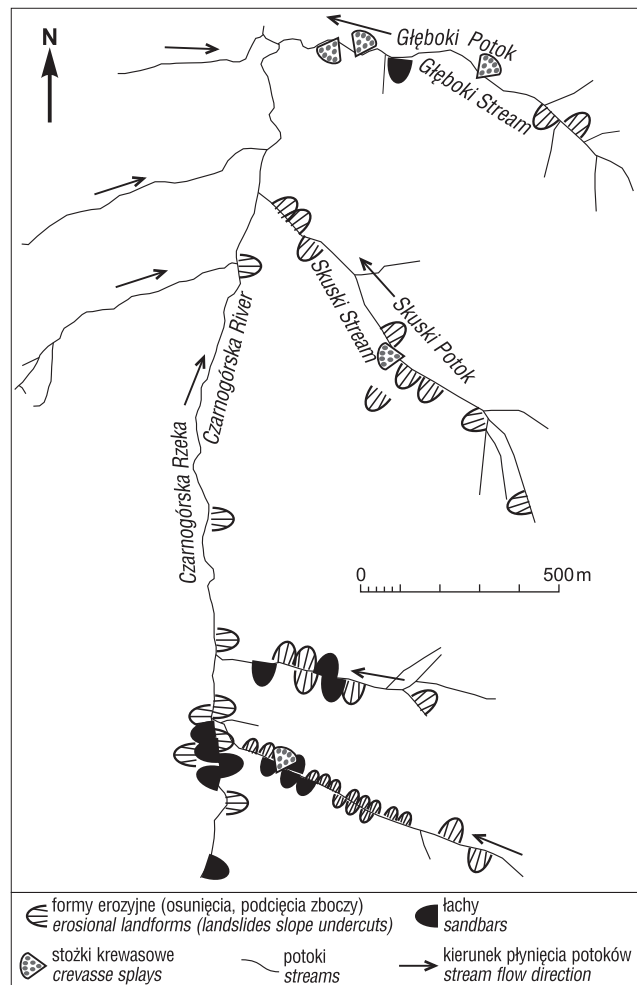 N
Głęboki Potok
Głęboki Stream
Skuski Stream
Skuski Potok
Czarnogórska Rzeka
Czarnogórska River
0 500 m
formy erozyjne (osunięcia, podcięcia zboczy)
erosional landforms (landslides slope undercuts)
łachy
sandbars
stożki krewasowe
crevasse splays
potoki
streams
kierunek płynięcia potoków
stream flow direction